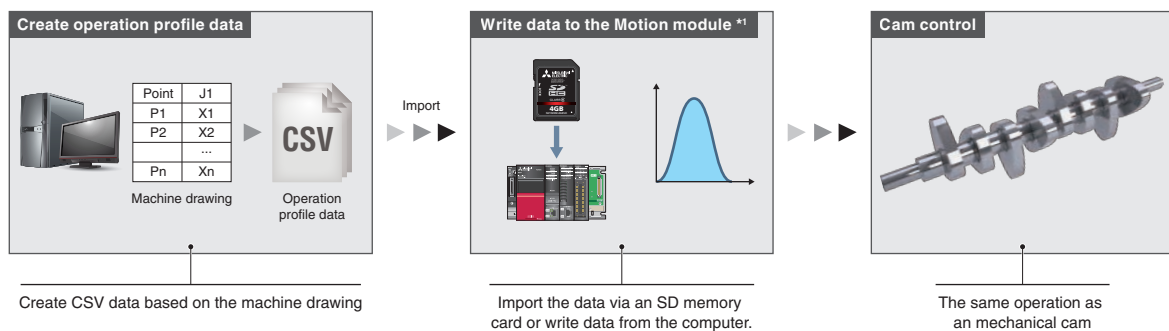 Create operation profile data
Point J1
P1 X1
P2 X2
...
Pn Xn
Machine drawing
CSV
Operation
profile data
Create CSV data based on the machine drawing
Import
Write data to the Motion module *1
MITSUBISHI
ELECTRIC
4GB
Import the data via an SD memory
card or write data from the computer.
Cam control
The same operation as
an mechanical cam